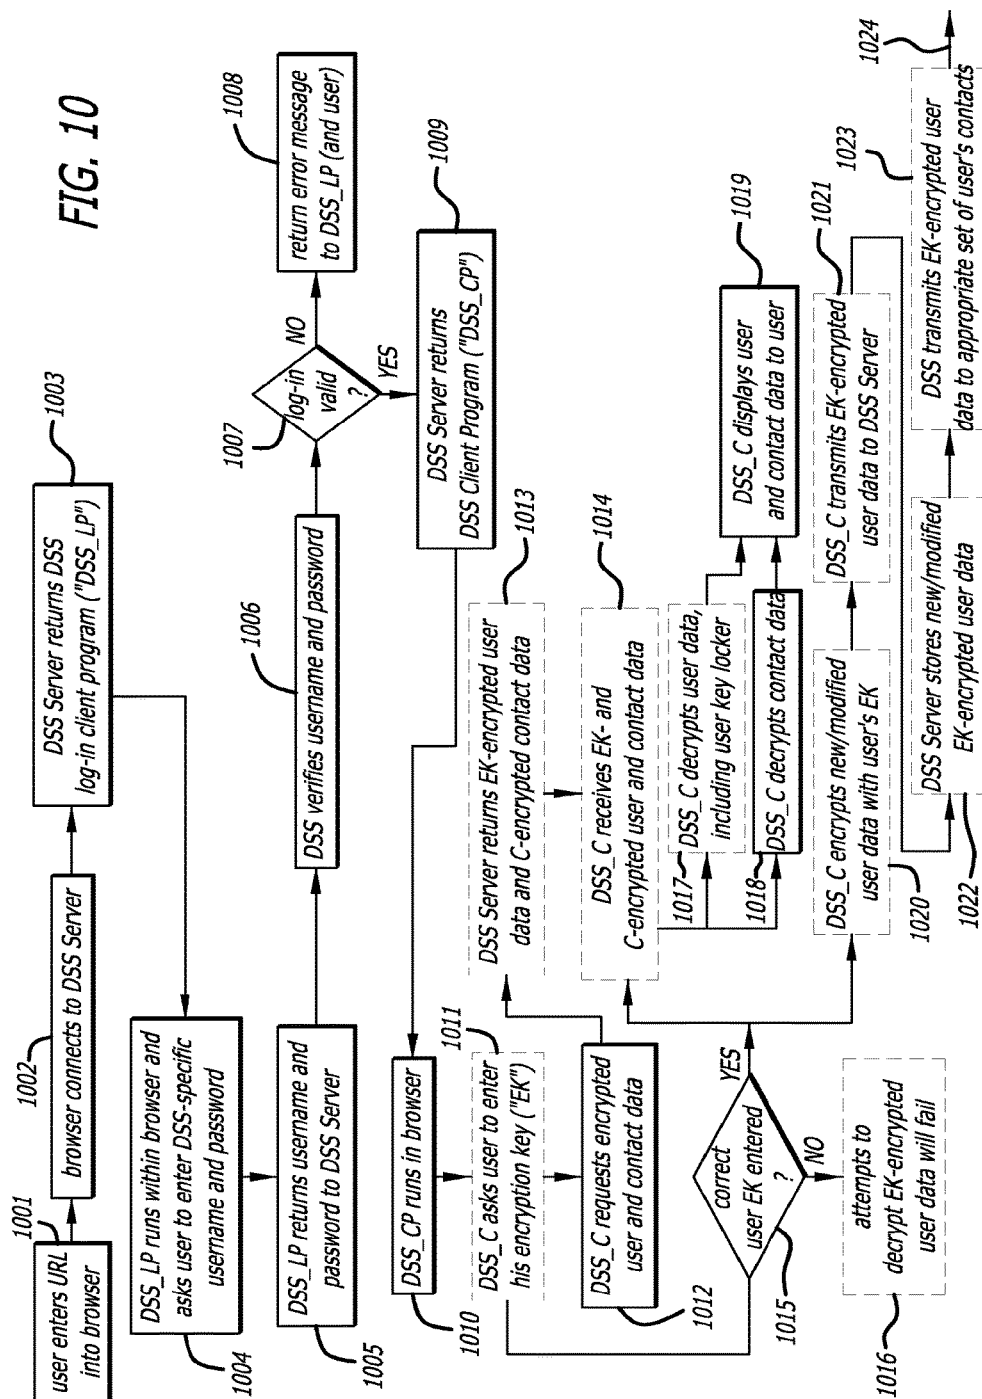 FIG. 10
1001
user enters URL
into browser
1002
browser connects to DSS Server
1003
DSS Server returns DSS
log-in client program ("DSS_LP")
DSS_LP runs within browser and
asks user to enter DSS-specific
username and password
1004
DSS_LP returns username and
password to DSS Server
1005
1006
DSS verifies username and password
1007
log-in
valid
?
NO
YES
1008
return error message
to DSS_LP (and user)
1009
DSS Server returns
DSS Client Program ("DSS_CP")
DSS_CP runs in browser
1010
1011
DSS_C asks user to enter
his encryption key ("EK")
DSS_C requests encrypted
user and contact data
1012
1013
DSS Server returns EK-encrypted user
data and C-encrypted contact data
1014
DSS_C receives EK- and
C-encrypted user and contact data
correct
user EK entered
?
1015
YES
NO
attempts to
decrypt EK-encrypted
user data will fail
1016
1017
DSS_C decrypts user data,
including user key locker
1018
DSS_C decrypts contact data
1019
DSS_C displays user
and contact data to user
DSS_C encrypts new/modified
user data with user's EK
1020
1021
DSS_C transmits EK-encrypted
user data to DSS Server
DSS Server stores new/modified
EK-encrypted user data
1022
1023
DSS transmits EK-encrypted user
data to appropriate set of user's contacts
1024